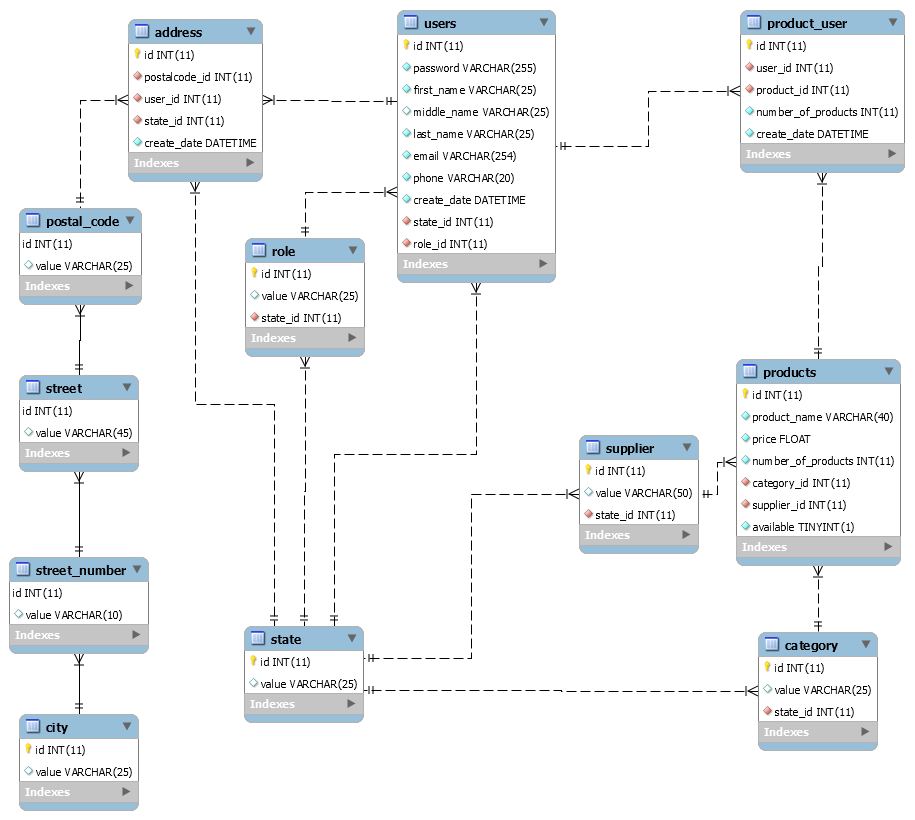 address
id INT(11)
postalcode_id INT(11)
user_id INT(11)
state_id INT(11)
create_date DATETIME
Indexes
users
id INT(11)
password VARCHAR(255)
first_name VARCHAR(25)
middle_name VARCHAR(25)
last_name VARCHAR(25)
email VARCHAR(254)
phone VARCHAR(20)
create_date DATETIME
state_id INT(11)
role_id INT(11)
Indexes
product_user
id INT(11)
user_id INT(11)
product_id INT(11)
number_of_products INT(11)
create_date DATETIME
Indexes
postal_code
id INT(11)
value VARCHAR(25)
Indexes
role
id INT(11)
value VARCHAR(25)
state_id INT(11)
Indexes
street
id INT(11)
value VARCHAR(45)
Indexes
products
id INT(11)
product_name VARCHAR(40)
price FLOAT
number_of_products INT(11)
category_id INT(11)
supplier_id INT(11)
available TINYINT(1)
Indexes
supplier
id INT(11)
value VARCHAR(50)
state_id INT(11)
Indexes
street_number
id INT(11)
value VARCHAR(10)
Indexes
state
id INT(11)
value VARCHAR(25)
Indexes
category
id INT(11)
value VARCHAR(25)
state_id INT(11)
Indexes
city
id INT(11)
value VARCHAR(25)
Indexes